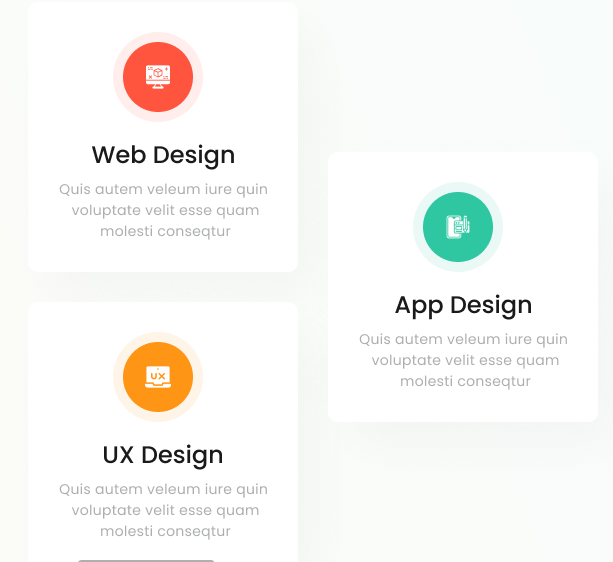 Web Design
Quis autem veleum iure quin
voluptate velit esse quam
molesti conseqtur
App Design
Quis autem veleum iure quin
voluptate velit esse quam
molesti conseqtur
UX
UX Design
Quis autem veleum iure quin
voluptate velit esse quam
molesti conseqtur